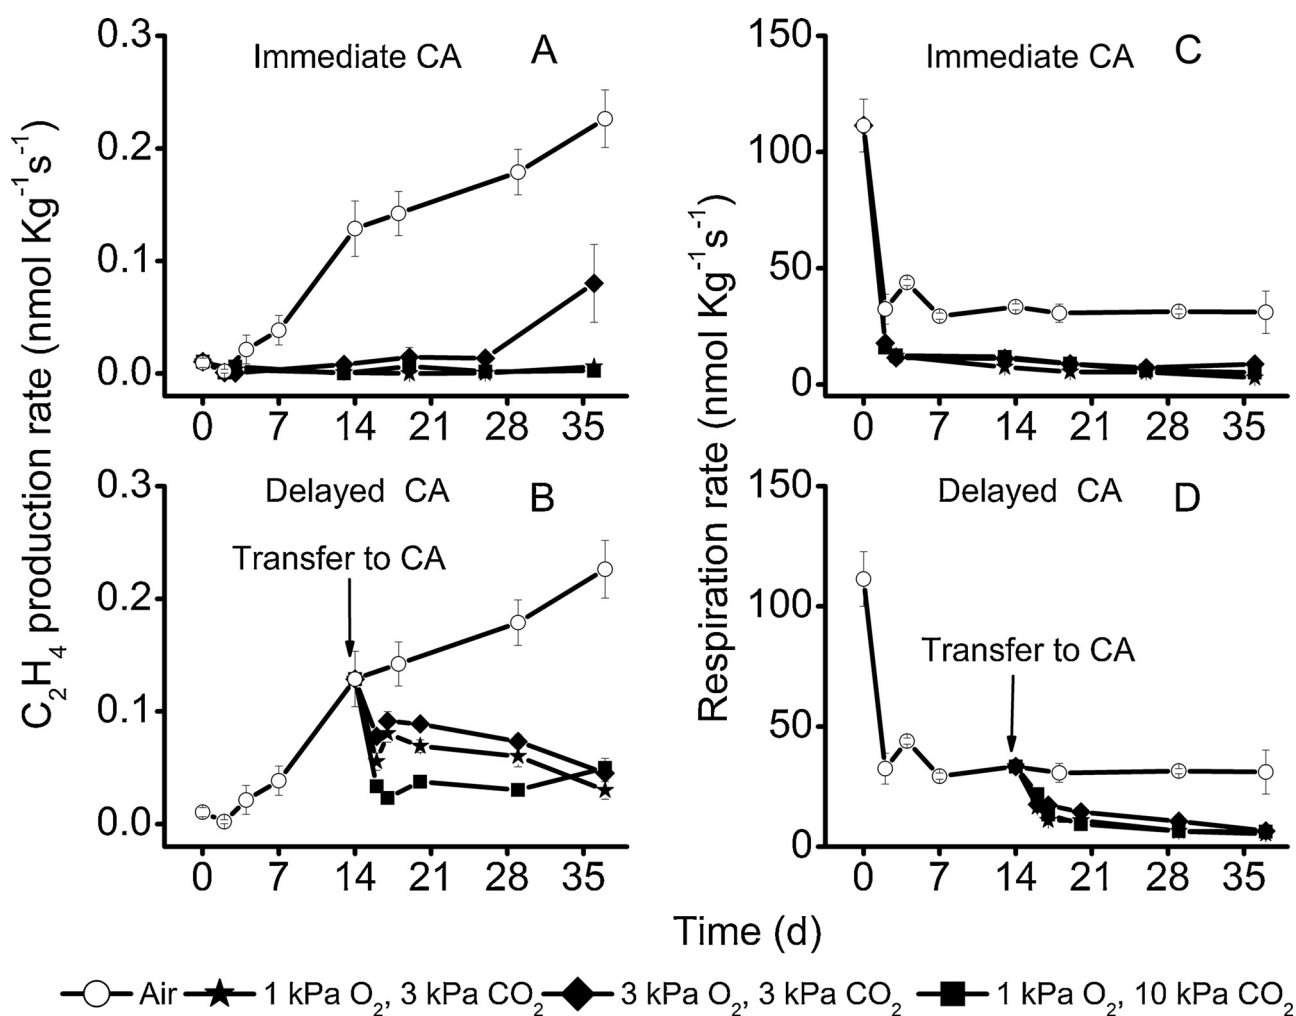 C₂H₄ production rate (nmol Kg⁻¹s⁻¹)
0.3
0.2
0.1
0.0
Immediate CA A
0 7 14 21 28 35
0.3
0.2
0.1
0.0
Delayed CA B
Transfer to CA
0 7 14 21 28 35
Respiration rate (nmol Kg⁻¹s⁻¹)
150
100
50
0
Immediate CA C
0 7 14 21 28 35
150
100
50
0
Delayed CA D
Transfer to CA
0 7 14 21 28 35
Time (d)
Air 1 kPa O₂, 3 kPa CO₂ 3 kPa O₂, 3 kPa CO₂ 1 kPa O₂, 10 kPa CO₂